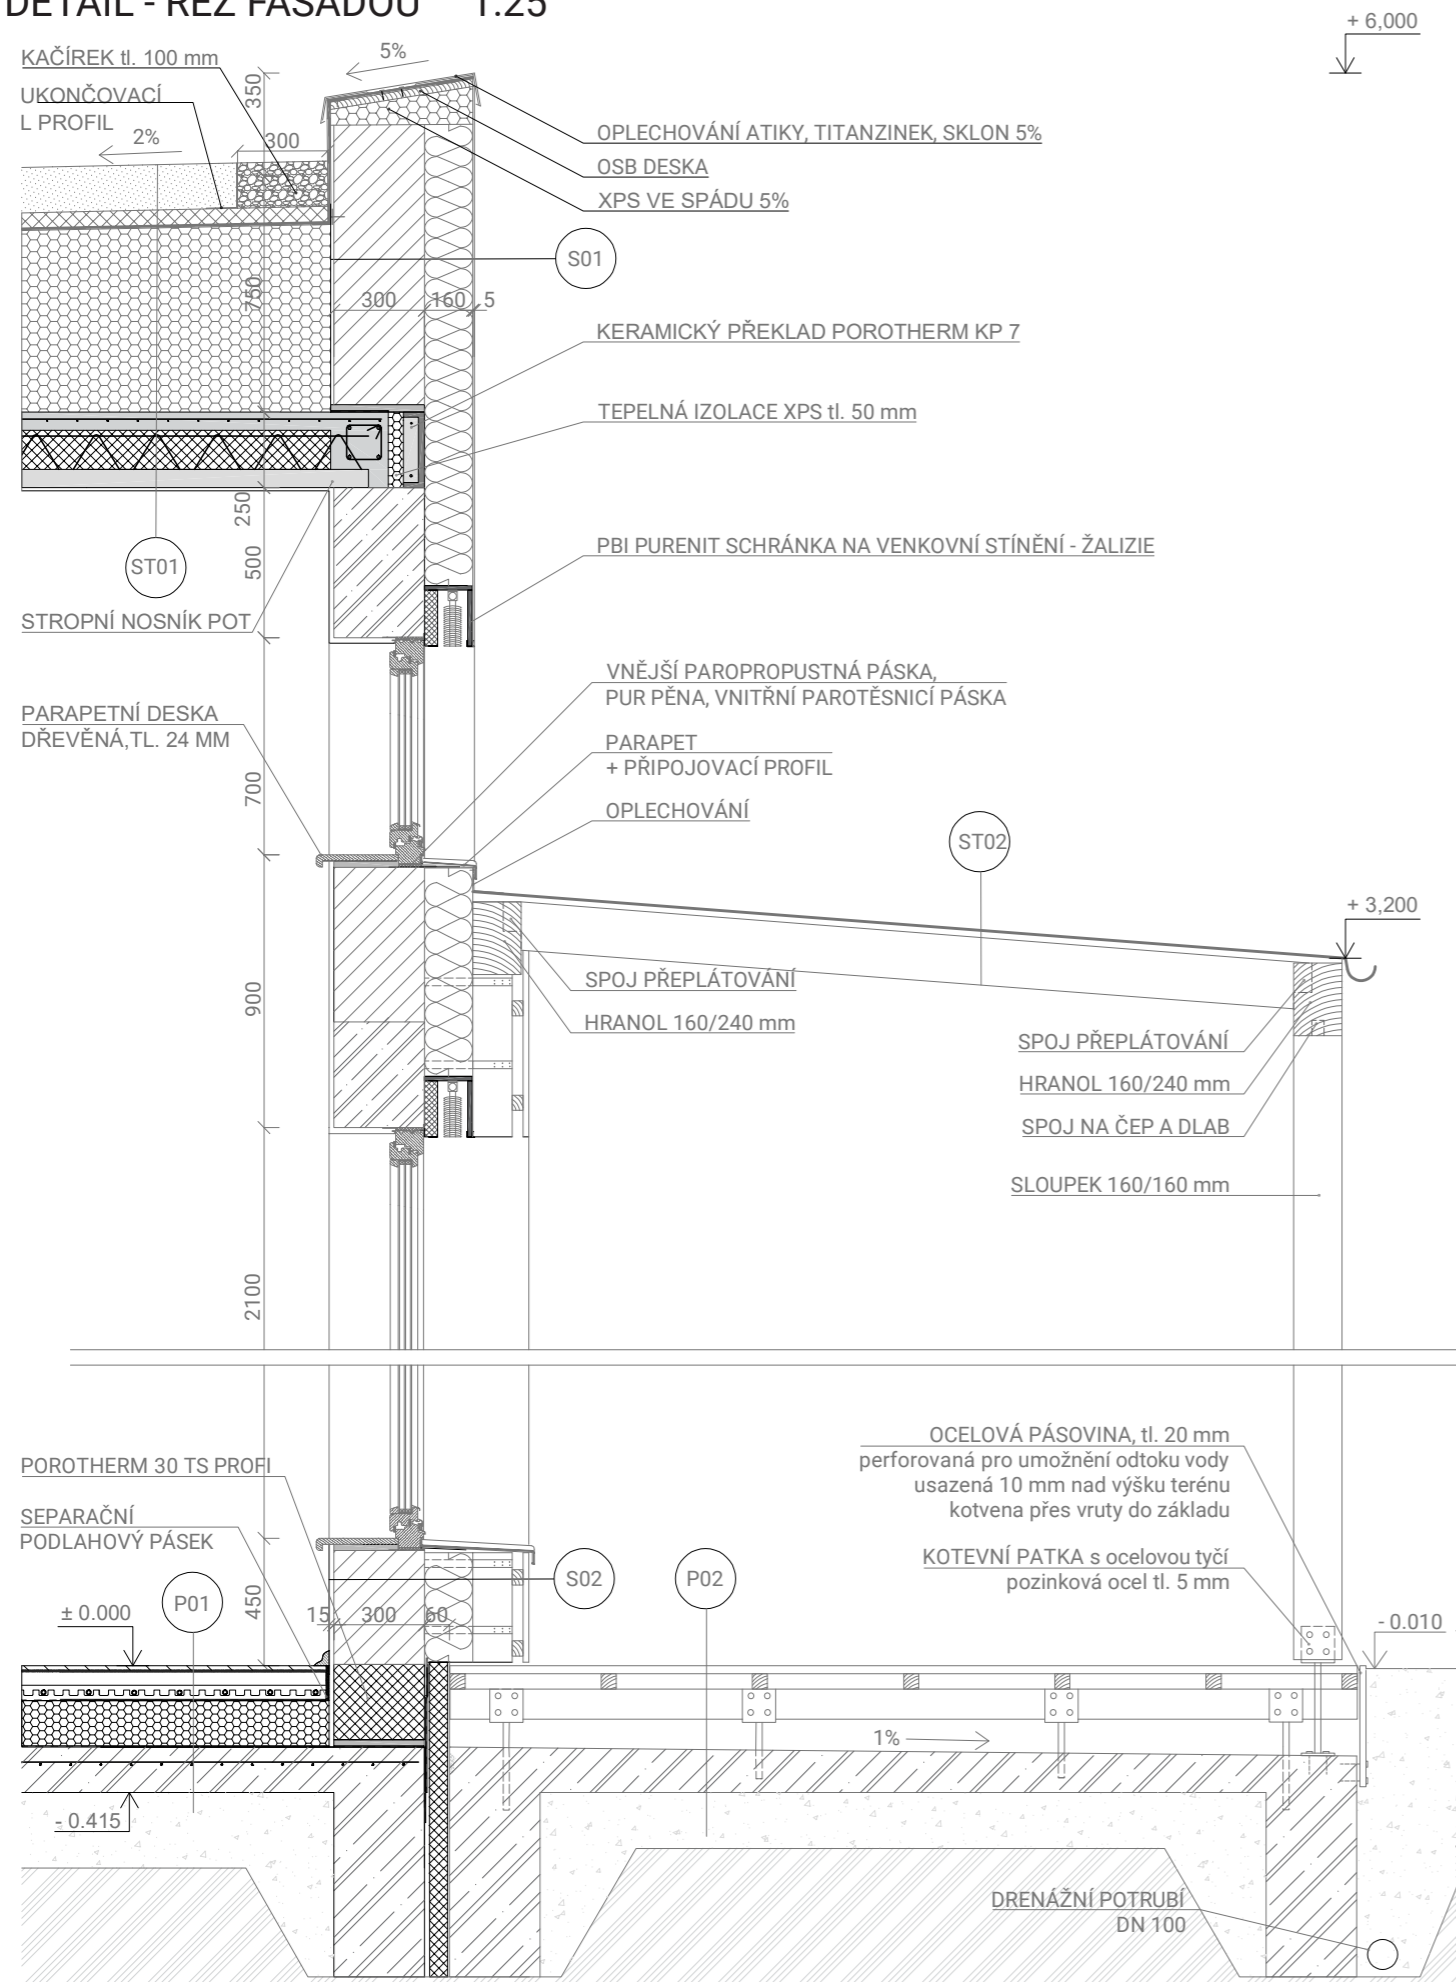 DETAIL - ŘEZ FASÁDOU 1:25
+ 6,000
KAČÍREK tl. 100 mm
UKONČOVACÍ
L PROFIL
5%
350
2%
300
OPLECHOVÁNÍ ATIKY, TITANZINEK, SKLON 5%
OSB DESKA
XPS VE SPÁDU 5%
S01
750
300
160
5
KERAMICKÝ PŘEKLAD POROTHERM KP 7
TEPELNÁ IZOLACE XPS tl. 50 mm
250
500
ST01
PBI PURENIT SCHRÁNKA NA VENKOVNÍ STÍNĚNÍ - ŽALIZIE
STROPNÍ NOSNÍK POT
VNĚJŠÍ PAROPROPUSTNÁ PÁSKA,
PUR PĚNA, VNITŘNÍ PAROTĚSNICÍ PÁSKA
PARAPETNÍ DESKA
DŘEVĚNÁ,TL. 24 MM
PARAPET
+ PŘIPOJOVACÍ PROFIL
700
OPLECHOVÁNÍ
ST02
+ 3,200
900
SPOJ PŘEPLÁTOVÁNÍ
HRANOL 160/240 mm
SPOJ PŘEPLÁTOVÁNÍ
HRANOL 160/240 mm
SPOJ NA ČEP A DLAB
SLOUPEK 160/160 mm
2100
OCELOVÁ PÁSOVINA, tl. 20 mm
perforovaná pro umožnění odtoku vody
usazená 10 mm nad výšku terénu
kotvena přes vruty do základu
POROTHERM 30 TS PROFI
SEPARAČNÍ
PODLAHOVÝ PÁSEK
KOTEVNÍ PATKA s ocelovou tyčí
pozinková ocel tl. 5 mm
S02
P02
P01
450
15
300
60
± 0.000
- 0.010
1%
- 0.415
DRENÁŽNÍ POTRUBÍ
DN 100